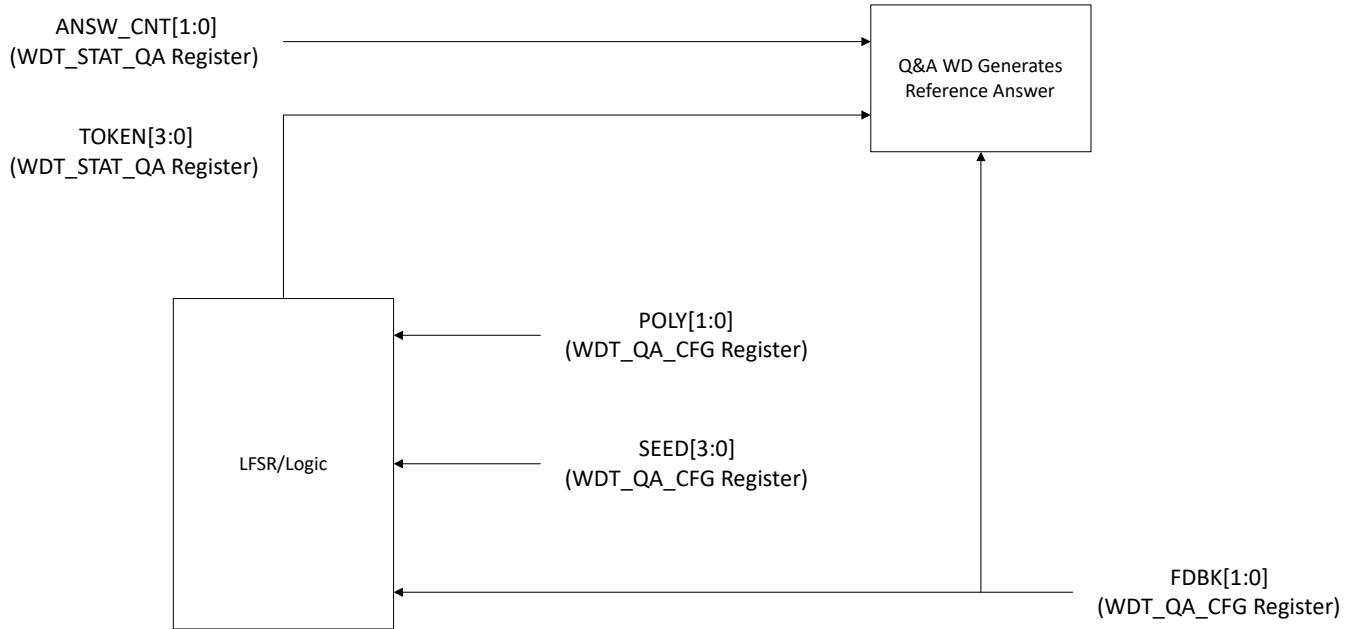 ANSW_CNT[1:0]
(WDT_STAT_QA Register)
Q&A WD Generates
Reference Answer
TOKEN[3:0]
(WDT_STAT_QA Register)
POLY[1:0]
(WDT_QA_CFG Register)
LFSR/Logic
SEED[3:0]
(WDT_QA_CFG Register)
FDBK[1:0]
(WDT_QA_CFG Register)